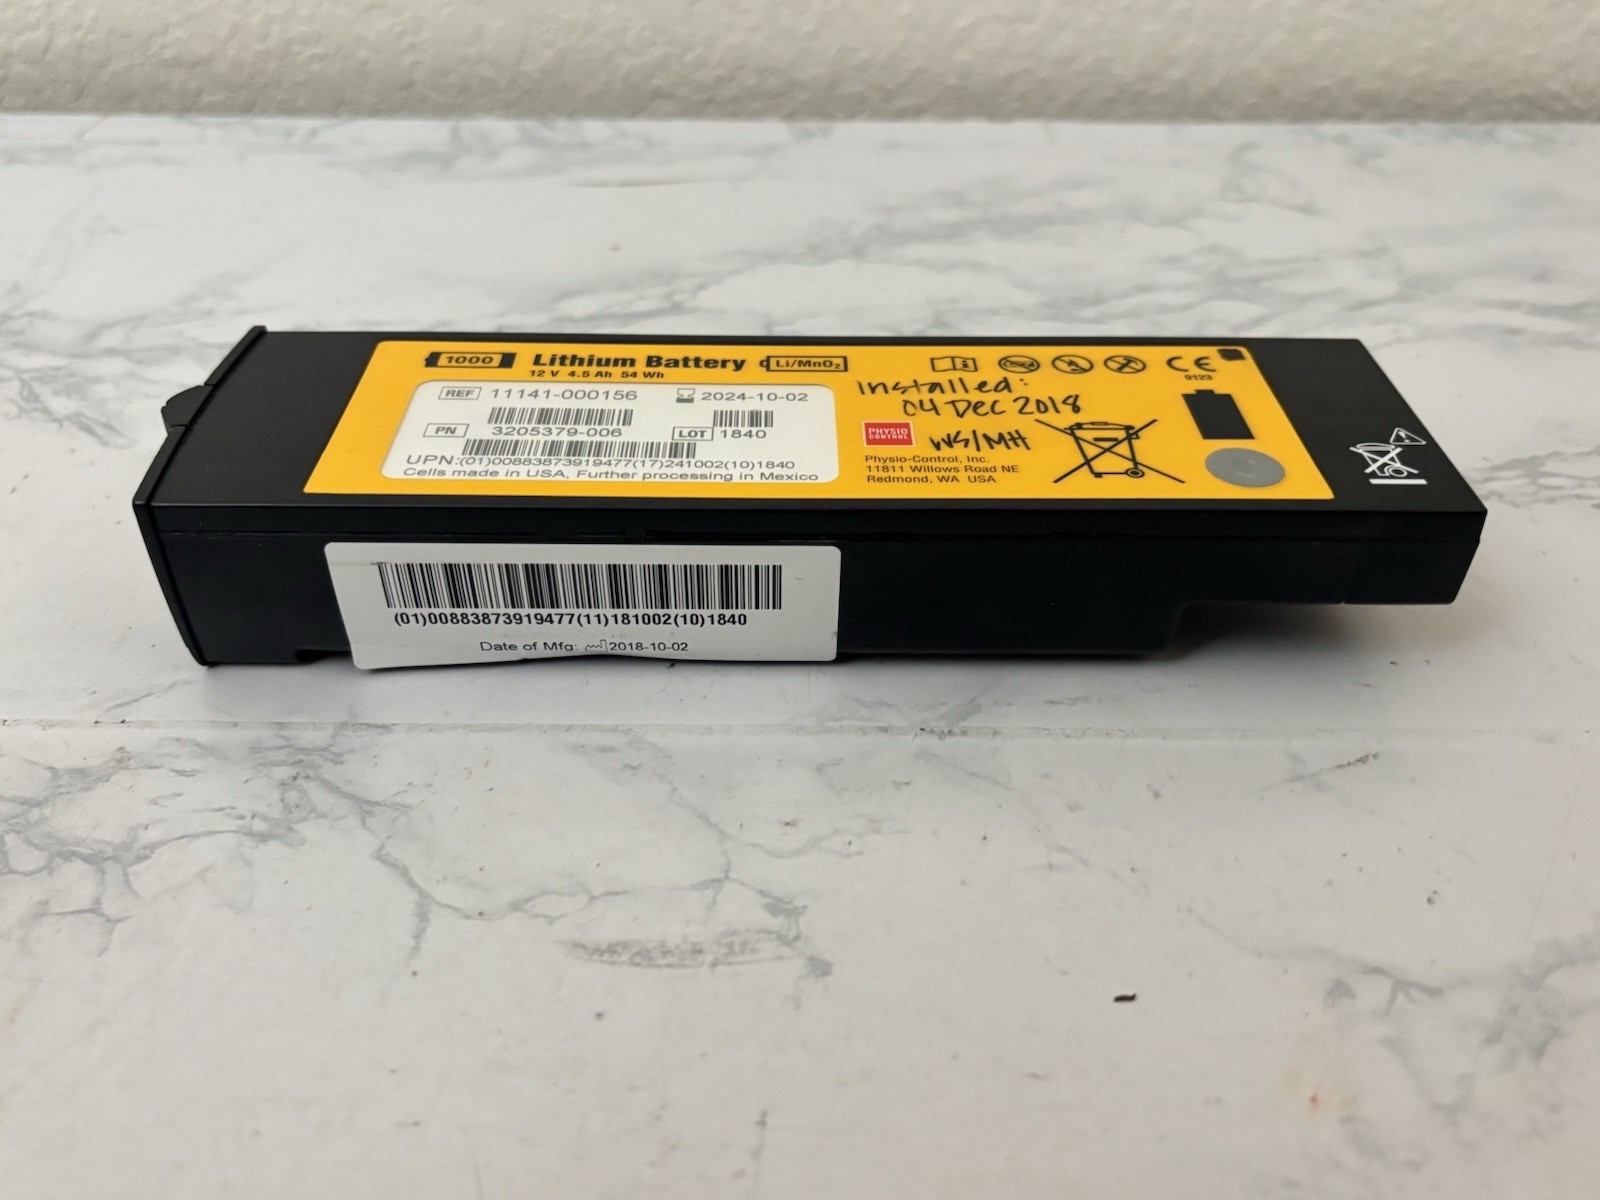 1000 Lithium Battery Li/MnO₂
12 V 4.5 Ah 54 Wh
REF 11141-000156 2024-10-02
PN 3205379-006 LOT 1840
UPN:(01)00883873919477(17)241002(10)1840
Cells made in USA, Further processing in Mexico
CE
0123
Installed:
04 Dec 2018
WS/MH
PHYSIO
CONTROL
Physio-Control, Inc.
11811 Willows Road NE
Redmond, WA USA
(01)00883873919477(11)181002(10)1840
Date of Mfg: 2018-10-02